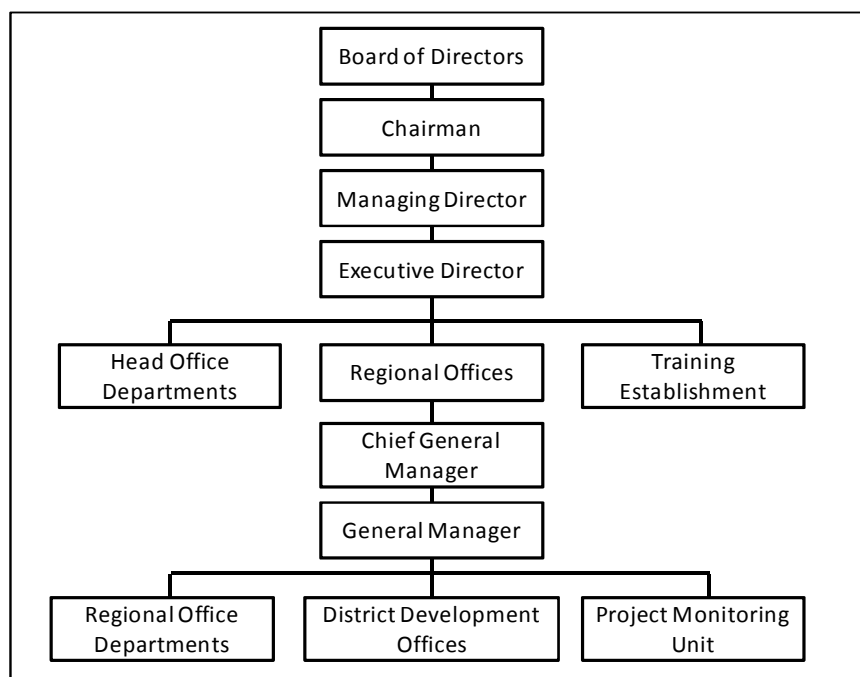 Board of Directors
Chairman
Managing Director
Executive Director
Head Office
Departments
Regional Offices
Training
Establishment
Chief General
Manager
General Manager
Regional Office
Departments
District Development
Offices
Project Monitoring
Unit